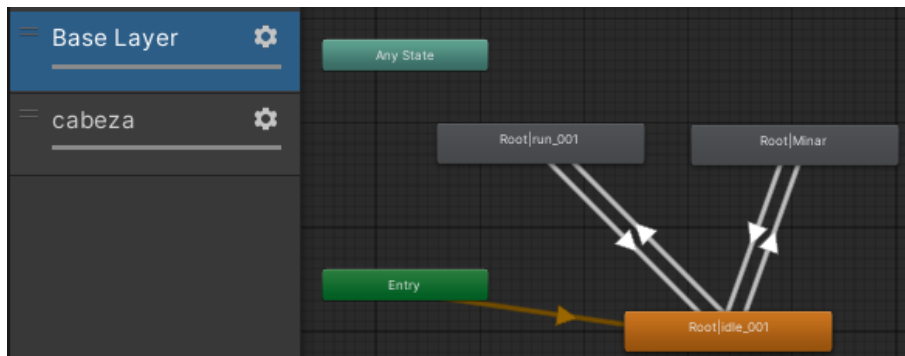 Base Layer
cabeza
Any State
Root|run_001
Root|Minar
Entry
Root|idle_001